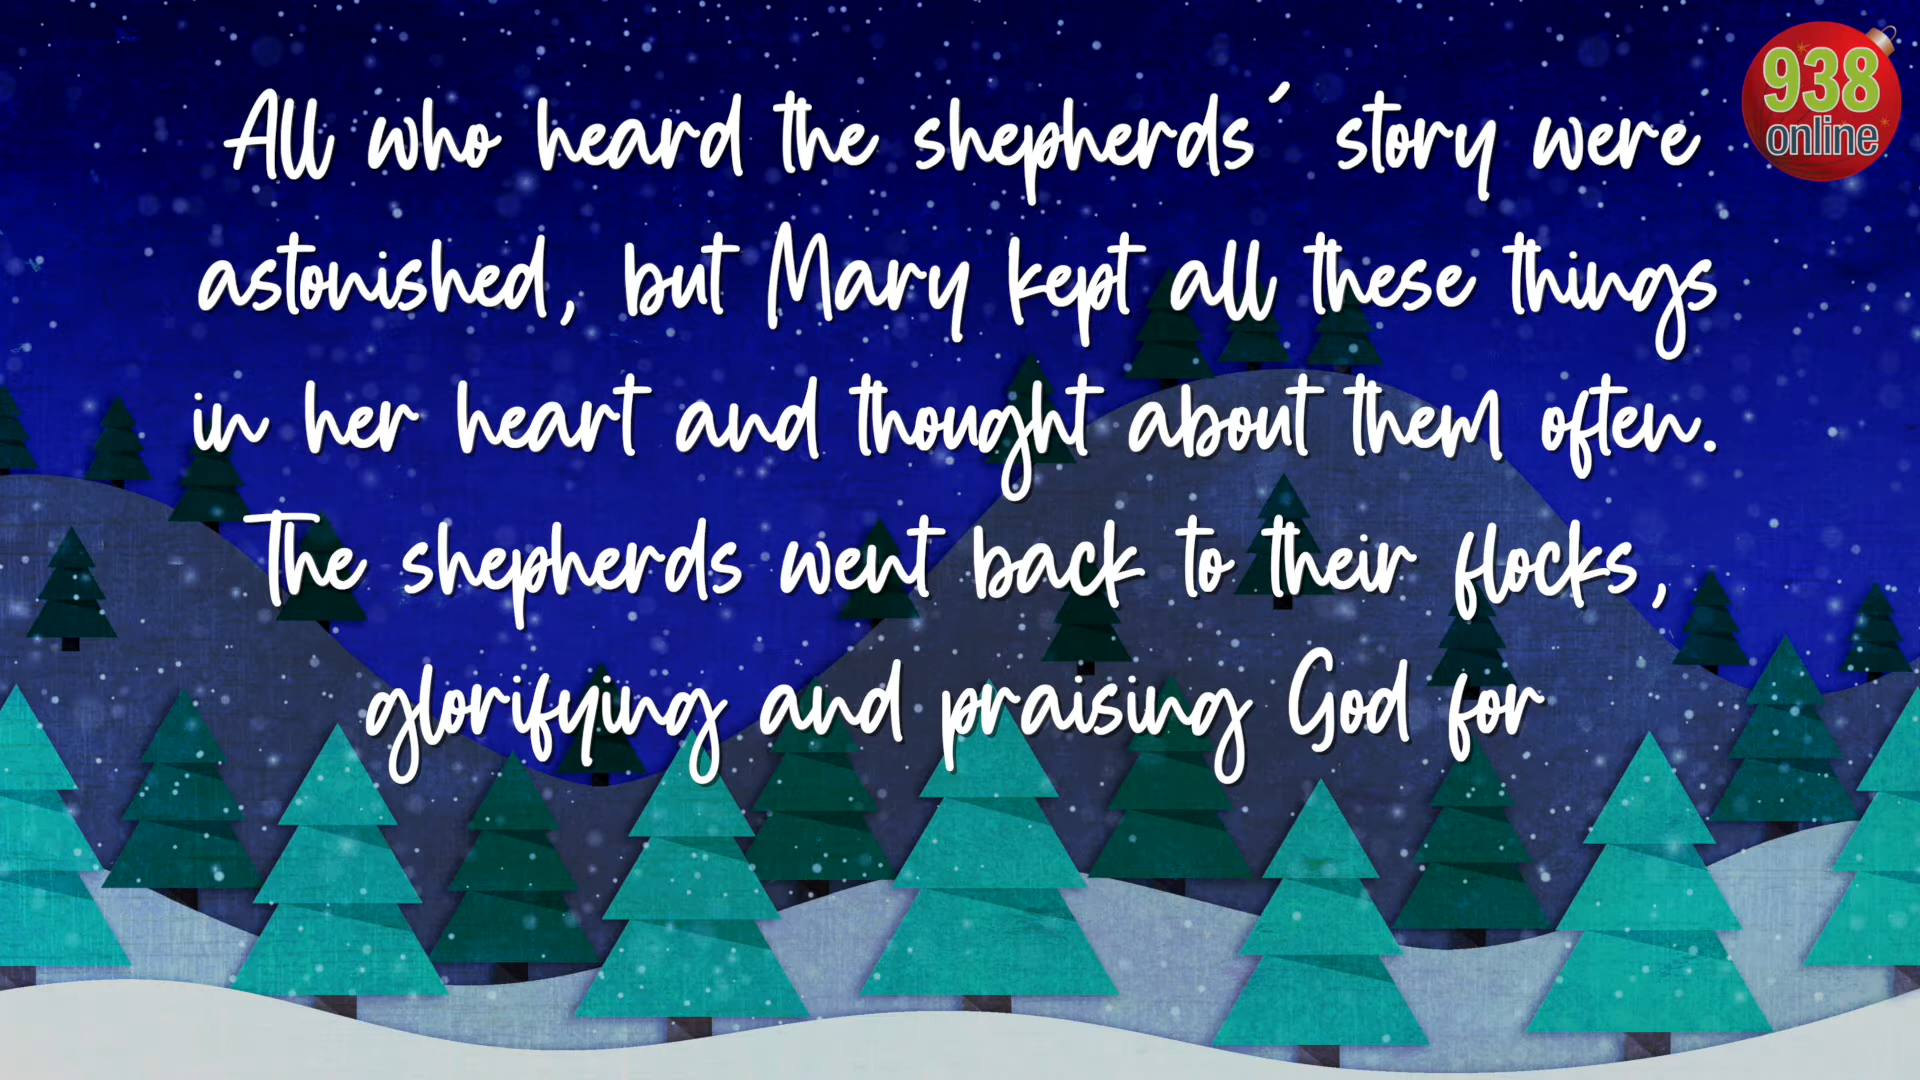 938
online
All who heard the shepherds´ story were
astonished, but Mary kept all these things
in her heart and thought about them often.
The shepherds went back to their flocks,
glorifying and praising God for